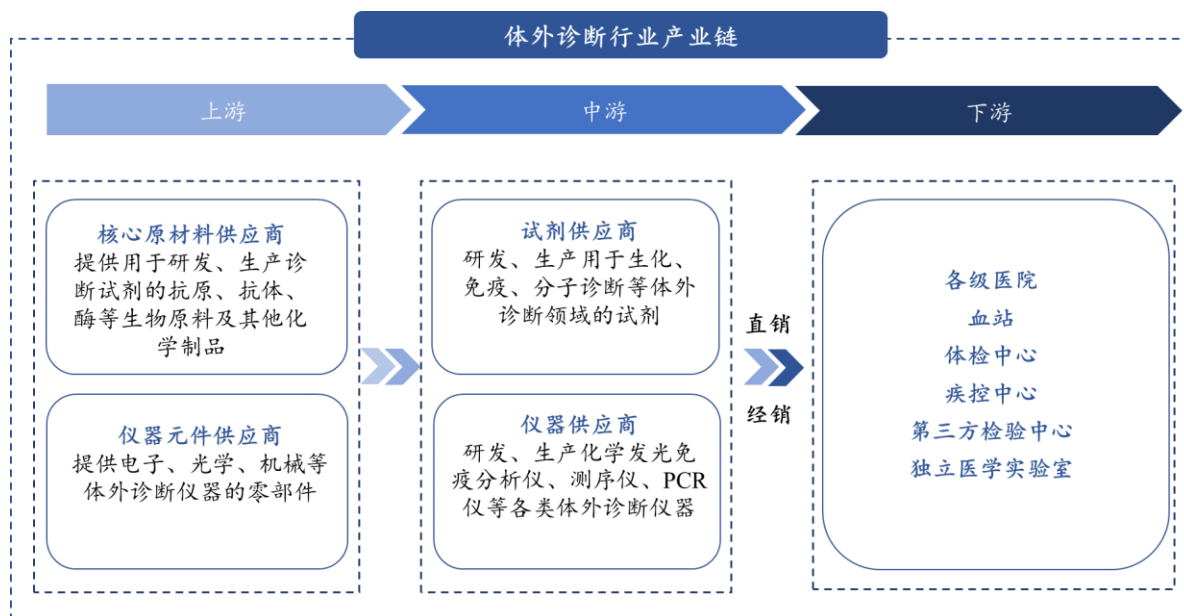 体外诊断行业产业链
上游
中游
下游
核心原材料供应商
提供用于研发、生产诊
断试剂的抗原、抗体、
酶等生物原料及其他化
学制品
仪器元件供应商
提供电子、光学、机械等
体外诊断仪器的零部件
试剂供应商
研发、生产用于生化、
免疫、分子诊断等体外
诊断领域的试剂
仪器供应商
研发、生产化学发光免
疫分析仪、测序仪、PCR
仪等各类体外诊断仪器
直销
经销
各级医院
血站
体检中心
疾控中心
第三方检验中心
独立医学实验室